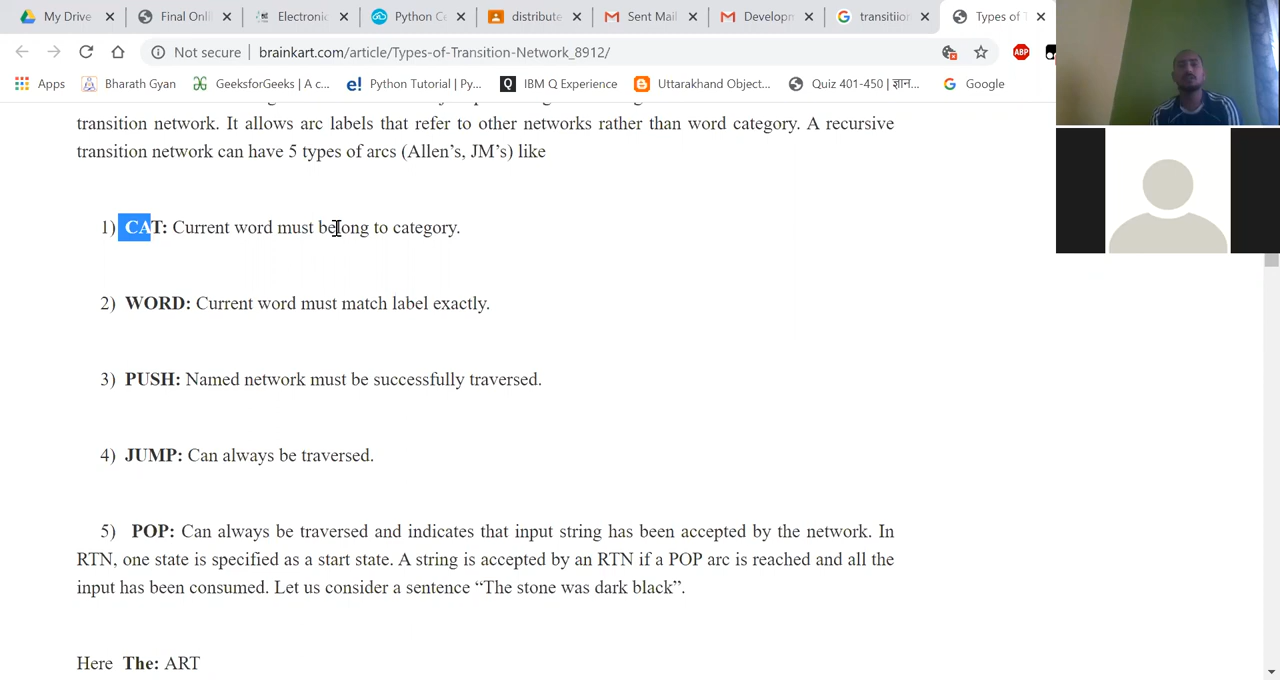 My Drive
Final Onli
Electroni
Python Ce
distribute
Sent Mail
Developm
transitiion
Types of T
Not secure | brainkart.com/article/Types-of-Transition-Network_8912/
ABP
Apps
Bharath Gyan
GeeksforGeeks | A c...
Python Tutorial | Py...
IBM Q Experience
Uttarakhand Object...
Quiz 401-450 | ज्ञान...
Google
transition network. It allows arc labels that refer to other networks rather than word category. A recursive
transition network can have 5 types of arcs (Allen’s, JM’s) like
1) CAT: Current word must belong to category.
2) WORD: Current word must match label exactly.
3) PUSH: Named network must be successfully traversed.
4) JUMP: Can always be traversed.
5) POP: Can always be traversed and indicates that input string has been accepted by the network. In
RTN, one state is specified as a start state. A string is accepted by an RTN if a POP arc is reached and all the
input has been consumed. Let us consider a sentence “The stone was dark black”.
Here The: ART